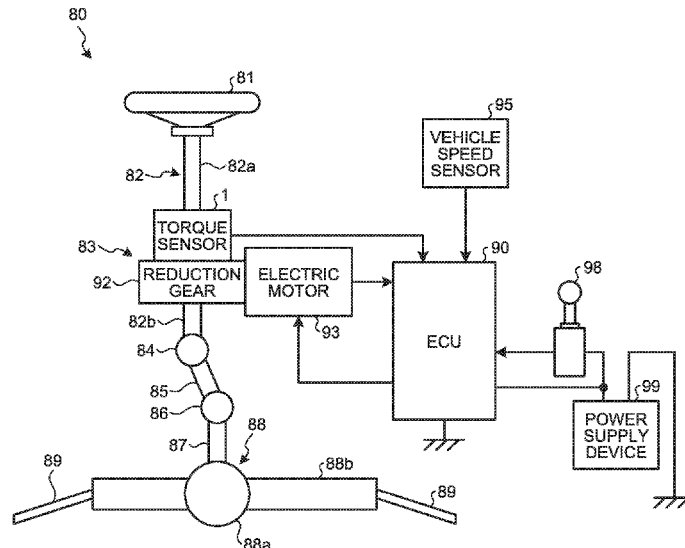 80
81
95
VEHICLE
SPEED
SENSOR
82
82a
1
TORQUE
SENSOR
83
90
92
REDUCTION
GEAR
ELECTRIC
MOTOR
98
82b
93
84
ECU
85
86
99
POWER
SUPPLY
DEVICE
87
88
89
88b
89
88a